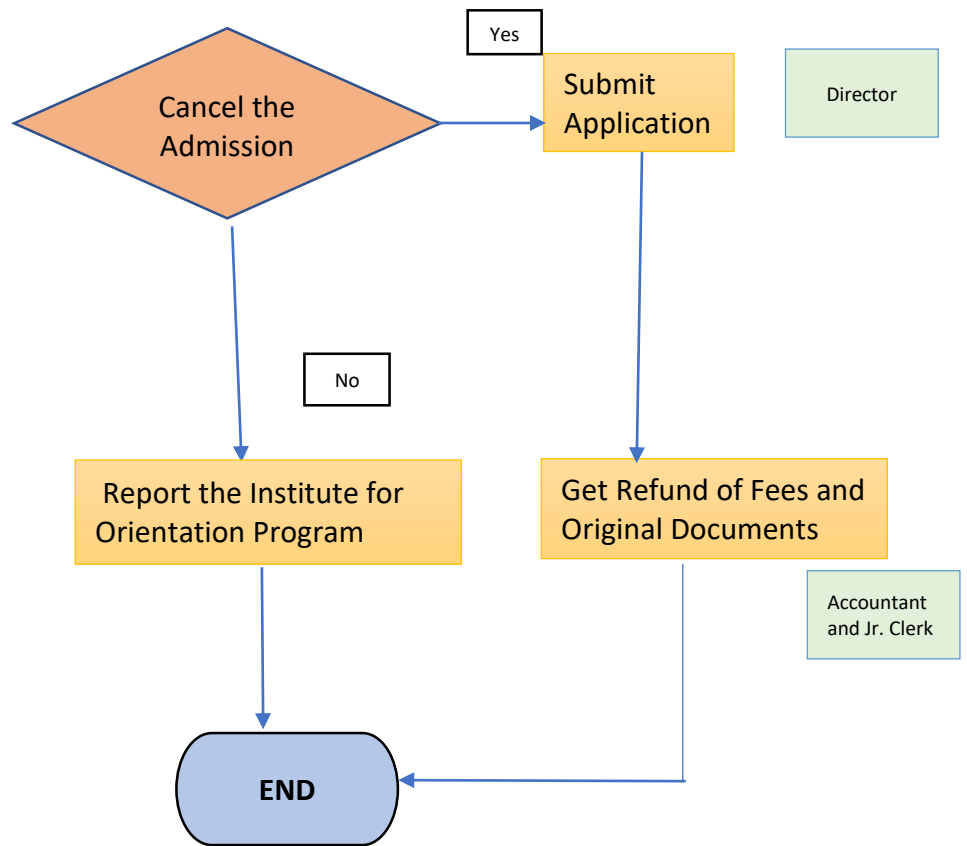 Yes
Submit
Application
Director
Cancel the
Admission
No
Report the Institute for
Orientation Program
Get Refund of Fees and
Original Documents
Accountant
and Jr. Clerk
END